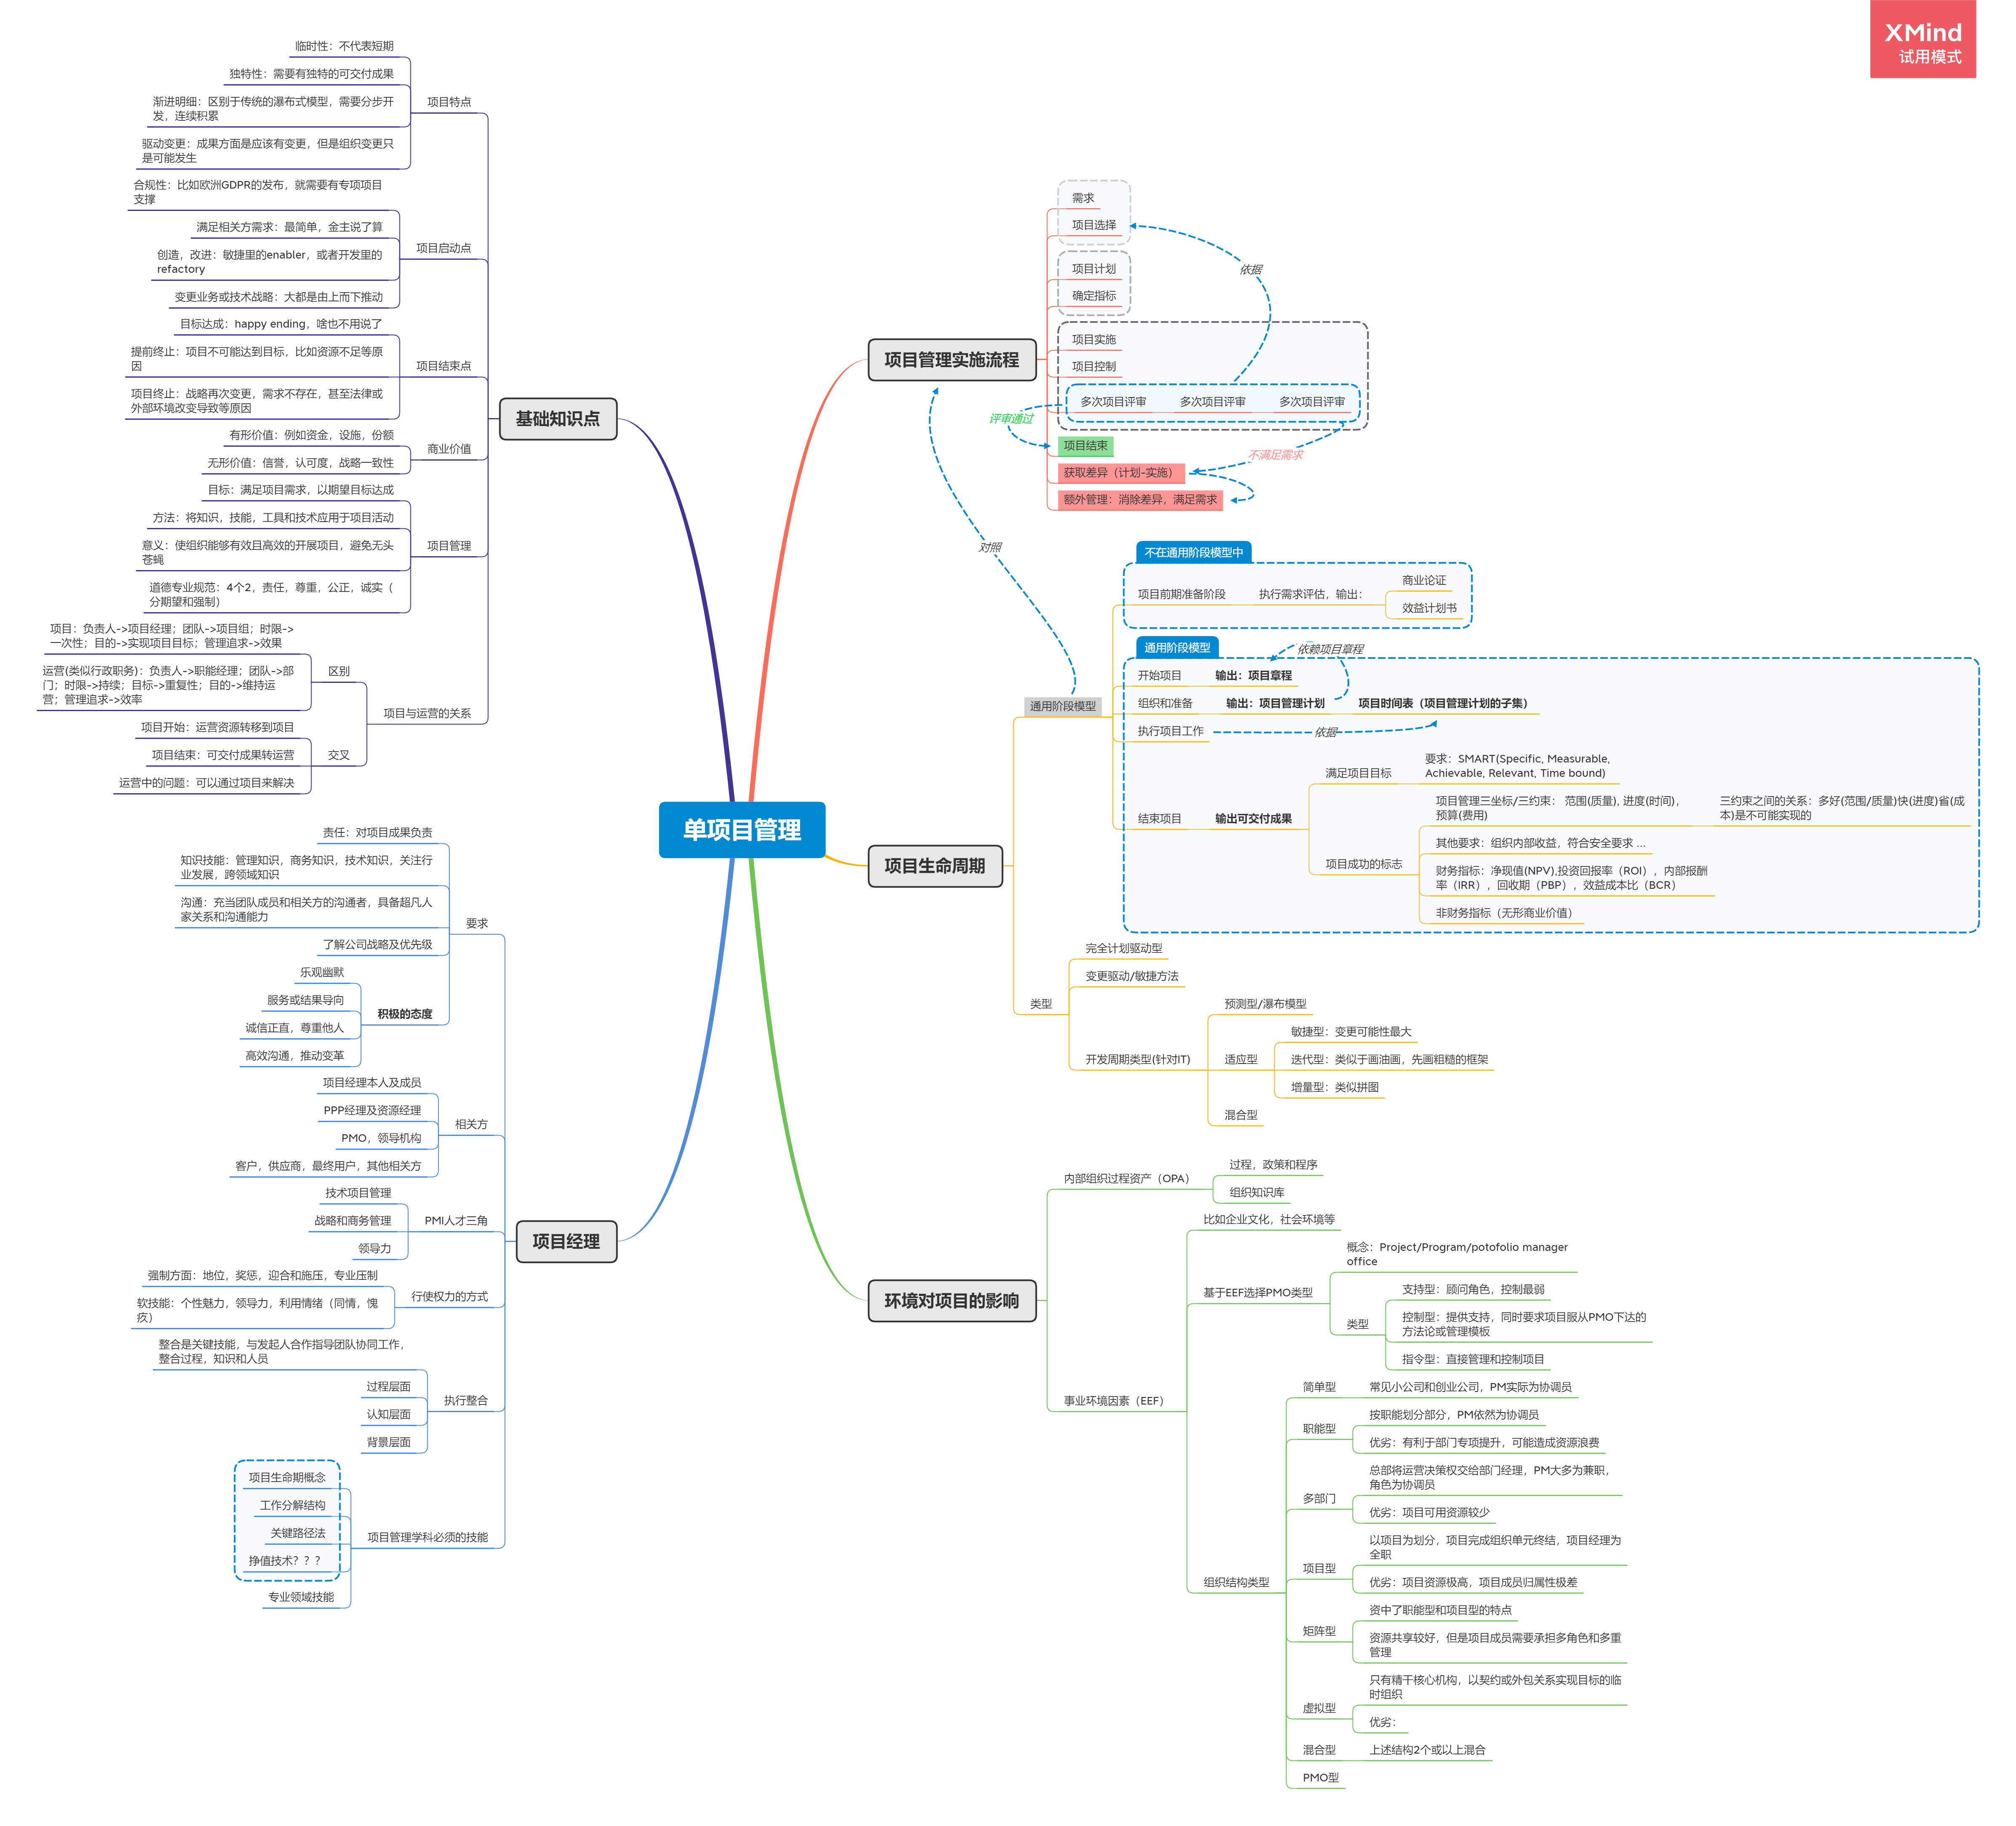 XMind
试用模式
单项目管理
基础知识点
项目特点
临时性：不代表短期
独特性：需要有独特的可交付成果
渐进明细：区别于传统的瀑布式模型，需要分步开
发，连续积累
驱动变更：成果方面是应该有变更，但是组织变更只
是可能发生
项目启动点
合规性：比如欧洲GDPR的发布，就需要有专项项目
支撑
满足相关方需求：最简单，金主说了算
创造，改进：敏捷里的enabler，或者开发里的
refactory
变更业务或技术战略：大都是由上而下推动
项目结束点
目标达成：happy ending，啥也不用说了
提前终止：项目不可能达到目标，比如资源不足等原
因
项目终止：战略再次变更，需求不存在，甚至法律或
外部环境改变导致等原因
商业价值
有形价值：例如资金，设施，份额
无形价值：信誉，认可度，战略一致性
项目管理
目标：满足项目需求，以期望目标达成
方法：将知识，技能，工具和技术应用于项目活动
意义：使组织能够有效且高效的开展项目，避免无头
苍蝇
道德专业规范：4个2，责任，尊重，公正，诚实（
分期望和强制）
项目与运营的关系
区别
项目：负责人->项目经理；团队->项目组；时限->
一次性；目的->实现项目目标；管理追求->效果
运营(类似行政职务)：负责人->职能经理；团队->部
门；时限->持续；目标->重复性；目的->维持运
营；管理追求->效率
交叉
项目开始：运营资源转移到项目
项目结束：可交付成果转运营
运营中的问题：可以通过项目来解决
项目经理
要求
责任：对项目成果负责
知识技能：管理知识，商务知识，技术知识，关注行
业发展，跨领域知识
沟通：充当团队成员和相关方的沟通者，具备超凡人
家关系和沟通能力
了解公司战略及优先级
积极的态度
乐观幽默
服务或结果导向
诚信正直，尊重他人
高效沟通，推动变革
相关方
项目经理本人及成员
PPP经理及资源经理
PMO，领导机构
客户，供应商，最终用户，其他相关方
PMI人才三角
技术项目管理
战略和商务管理
领导力
行使权力的方式
强制方面：地位，奖惩，迎合和施压，专业压制
软技能：个性魅力，领导力，利用情绪（同情，愧
疚）
执行整合
整合是关键技能，与发起人合作指导团队协同工作，
整合过程，知识和人员
过程层面
认知层面
背景层面
项目管理学科必须的技能
项目生命期概念
工作分解结构
关键路径法
挣值技术？？？
专业领域技能
项目管理实施流程
需求
项目选择
项目计划
确定指标
项目实施
项目控制
多次项目评审
多次项目评审
多次项目评审
项目结束
获取差异（计划-实施）
额外管理：消除差异，满足需求
依据
评审通过
不满足需求
对照
项目生命周期
通用阶段模型
不在通用阶段模型中
项目前期准备阶段
执行需求评估，输出：
商业论证
效益计划书
通用阶段模型
依赖项目章程
开始项目
输出：项目章程
组织和准备
输出：项目管理计划
项目时间表（项目管理计划的子集）
执行项目工作
依据
结束项目
输出可交付成果
满足项目目标
要求：SMART(Specific, Measurable,
Achievable, Relevant, Time bound)
项目成功的标志
项目管理三坐标/三约束： 范围(质量), 进度(时间)，
预算(费用)
三约束之间的关系：多好(范围/质量)快(进度)省(成
本)是不可能实现的
其他要求：组织内部收益，符合安全要求 ...
财务指标：净现值(NPV),投资回报率（ROI），内部报酬
率（IRR），回收期（PBP），效益成本比（BCR）
非财务指标（无形商业价值）
类型
完全计划驱动型
变更驱动/敏捷方法
开发周期类型(针对IT)
预测型/瀑布模型
适应型
敏捷型：变更可能性最大
迭代型：类似于画油画，先画粗糙的框架
增量型：类似拼图
混合型
环境对项目的影响
内部组织过程资产（OPA）
过程，政策和程序
组织知识库
事业环境因素（EEF）
比如企业文化，社会环境等
基于EEF选择PMO类型
概念：Project/Program/potofolio manager
office
类型
支持型：顾问角色，控制最弱
控制型：提供支持，同时要求项目服从PMO下达的
方法论或管理模板
指令型：直接管理和控制项目
组织结构类型
简单型
常见小公司和创业公司，PM实际为协调员
职能型
按职能划分部分，PM依然为协调员
优劣：有利于部门专项提升，可能造成资源浪费
多部门
总部将运营决策权交给部门经理，PM大多为兼职，
角色为协调员
优劣：项目可用资源较少
项目型
以项目为划分，项目完成组织单元终结，项目经理为
全职
优劣：项目资源极高，项目成员归属性极差
矩阵型
资中了职能型和项目型的特点
资源共享较好，但是项目成员需要承担多角色和多重
管理
虚拟型
只有精干核心机构，以契约或外包关系实现目标的临
时组织
优劣：
混合型
上述结构2个或以上混合
PMO型